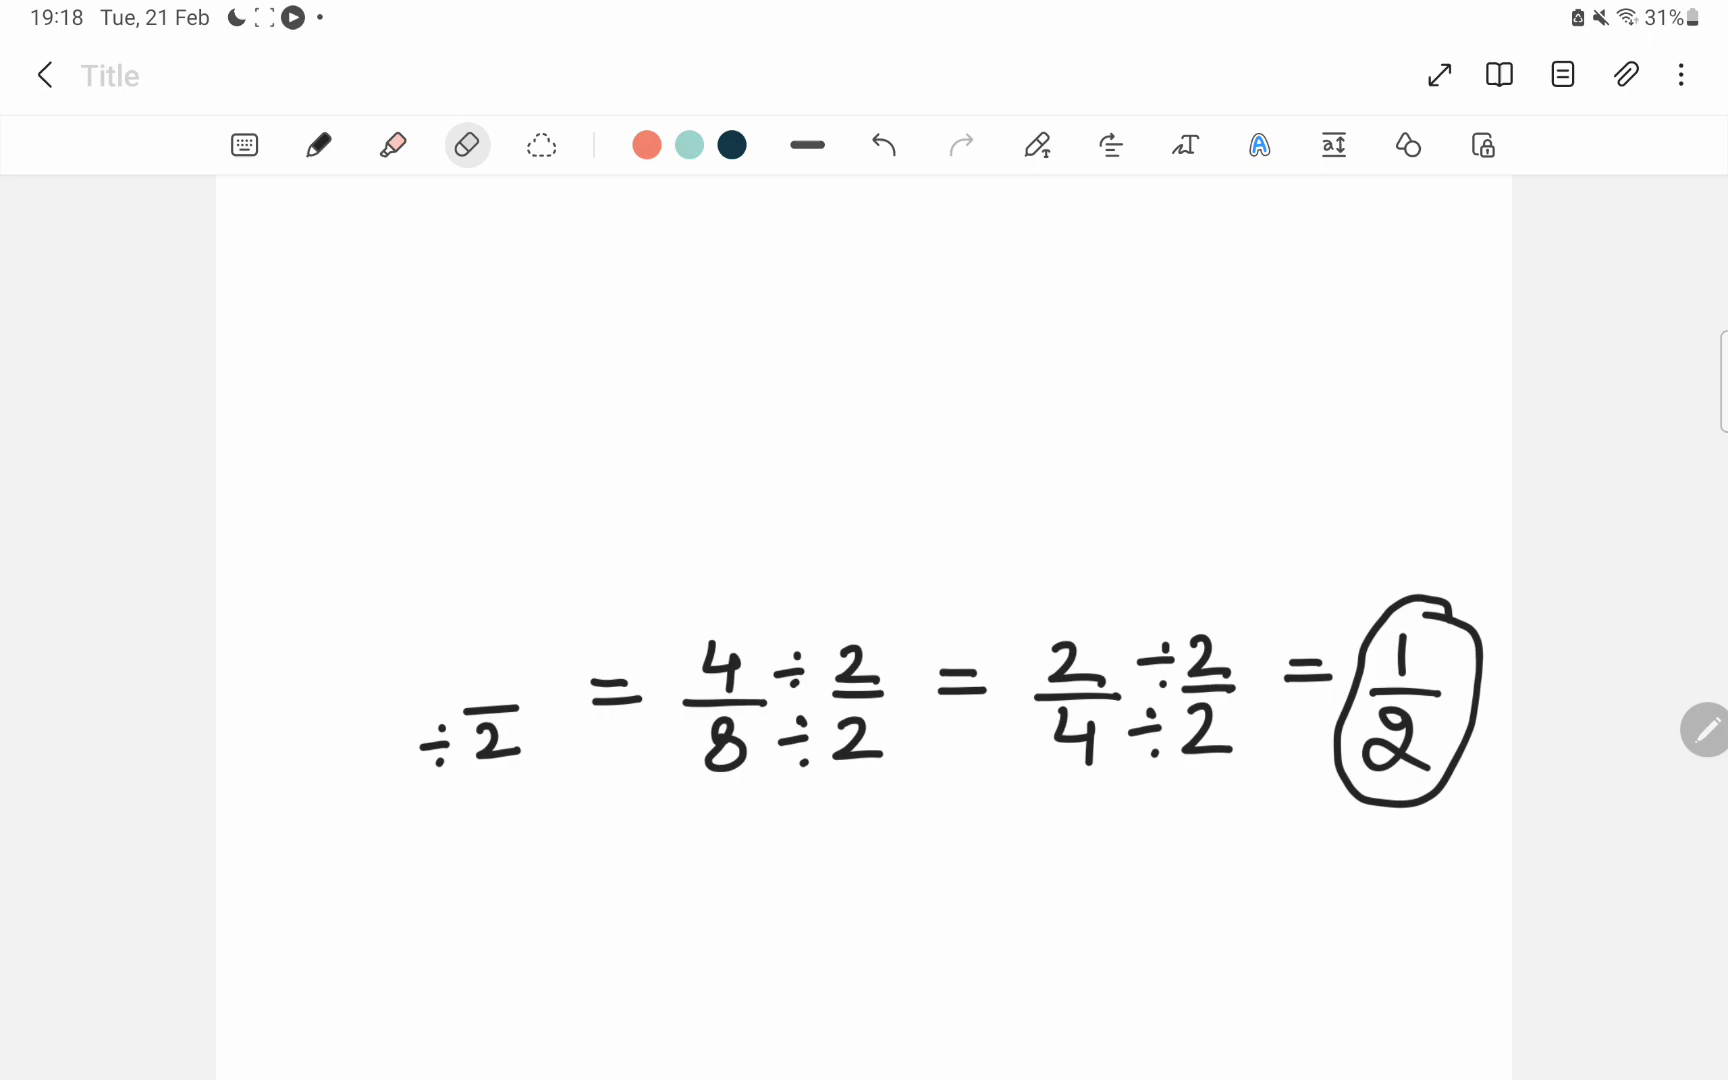 19:18 Tue, 21 Feb 31%
Title
÷ 2 = 4/8 ÷ 2/÷ 2 = 2/4 ÷ 2/÷ 2 = 1/2